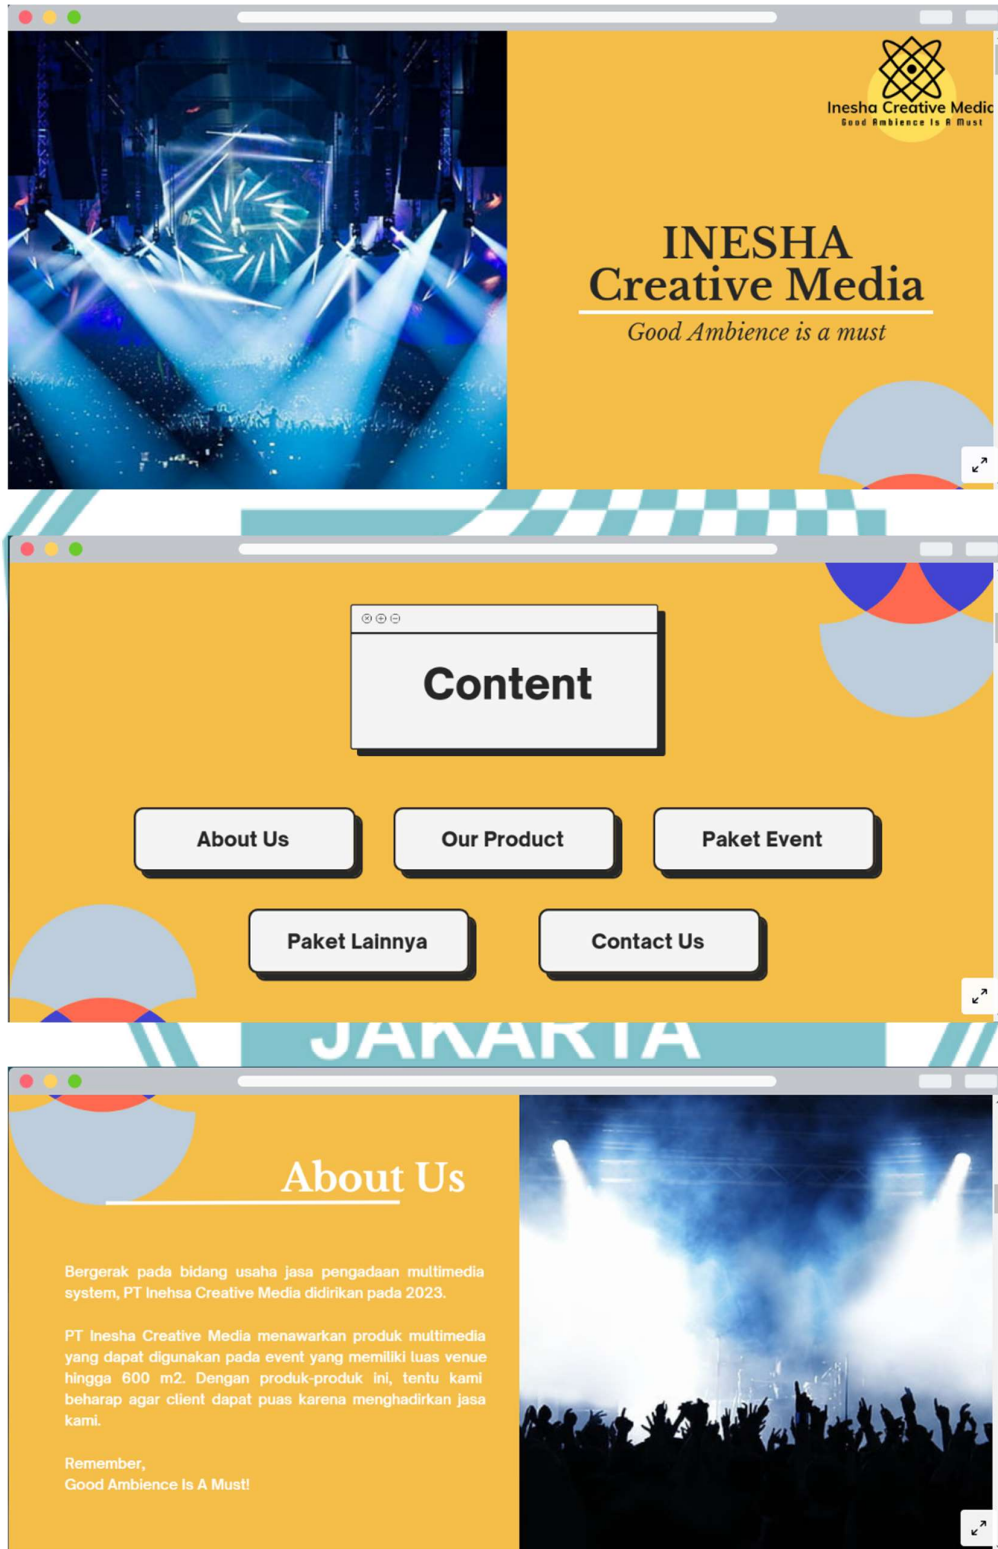 Inesha Creative Media
Good Ambience Is A Must
INESHA
Creative Media
Good Ambience is a must
Content
About Us
Our Product
Paket Event
Paket Lainnya
Contact Us
JAKARTA
About Us
Bergerak pada bidang usaha jasa pengadaan multimedia
system, PT Inehsa Creative Media didirikan pada 2023.
PT Inesha Creative Media menawarkan produk multimedia
yang dapat digunakan pada event yang memiliki luas venue
hingga 600 m2. Dengan produk-produk ini, tentu kami
beharap agar client dapat puas karena menghadirkan jasa
kami.
Remember,
Good Ambience Is A Must!